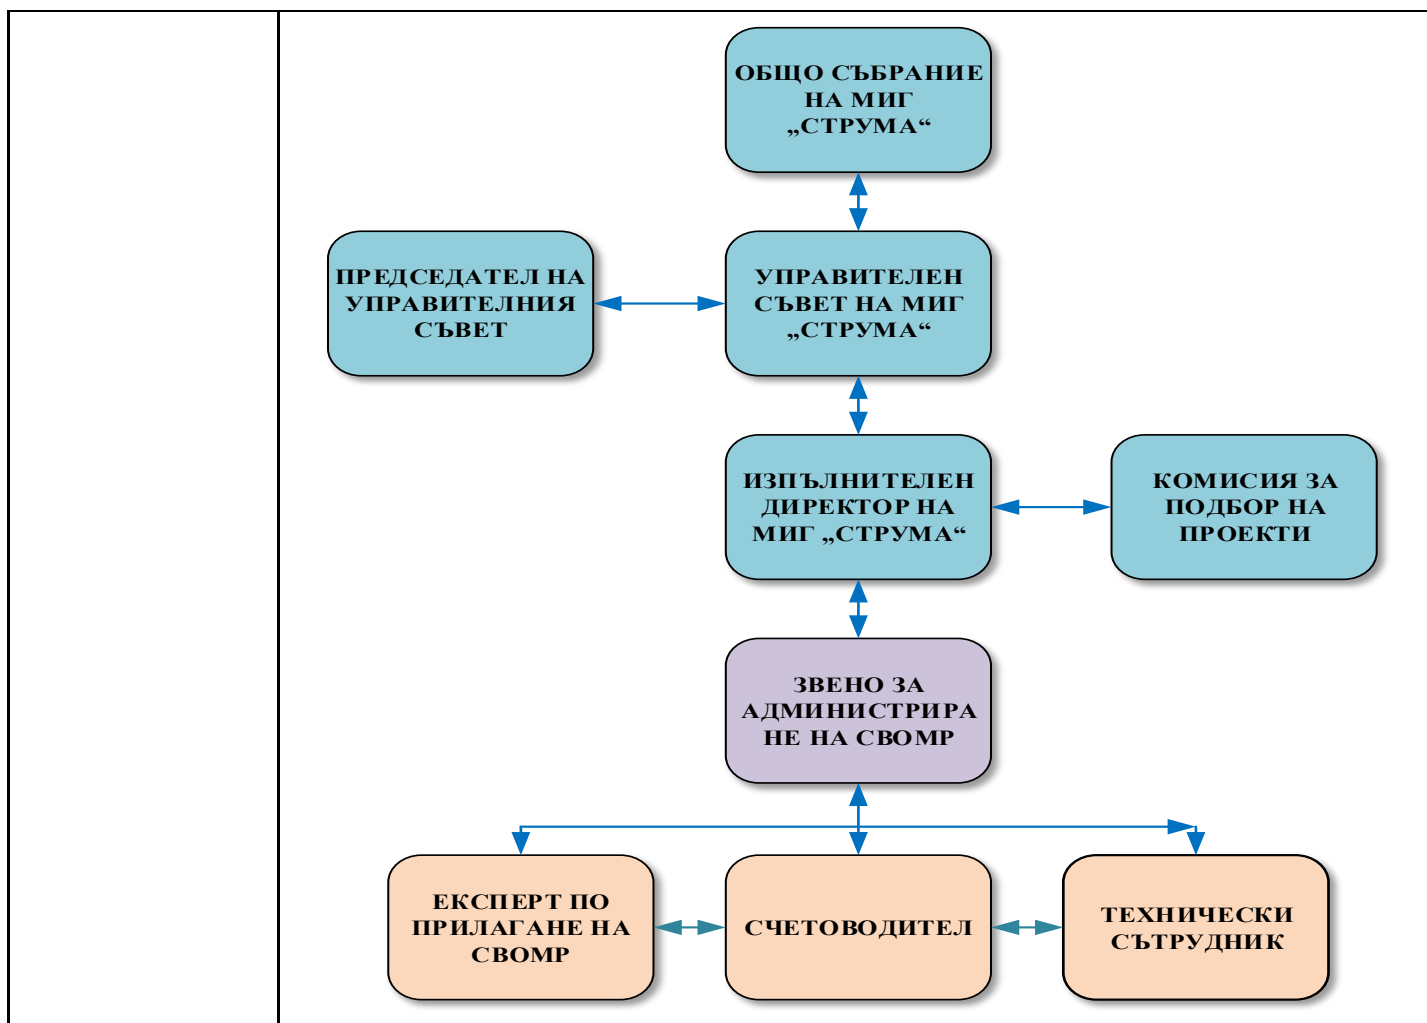 ОБЩО СЪБРАНИЕ
НА МИГ
„СТРУМА“
ПРЕДСЕДАТЕЛ НА
УПРАВИТЕЛНИЯ
СЪВЕТ
УПРАВИТЕЛЕН
СЪВЕТ НА МИГ
„СТРУМА“
ИЗПЪЛНИТЕЛЕН
ДИРЕКТОР НА
МИГ „СТРУМА“
КОМИСИЯ ЗА
ПОДБОР НА
ПРОЕКТИ
ЗВЕНО ЗА
АДМИНИСТРИРА
НЕ НА СВОМР
ЕКСПЕРТ ПО
ПРИЛАГАНЕ НА
СВОМР
СЧЕТОВОДИТЕЛ
ТЕХНИЧЕСКИ
СЪТРУДНИК